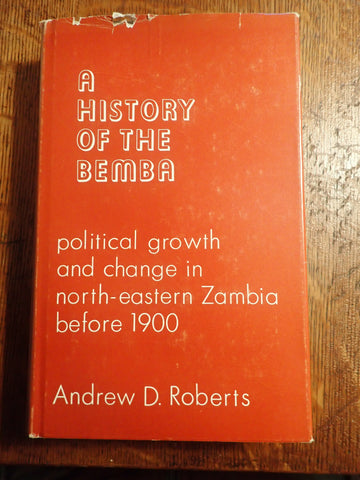 A
HISTORY
OF THE
BEMBA
political growth
and change in
north-eastern Zambia
before 1900
Andrew D. Roberts